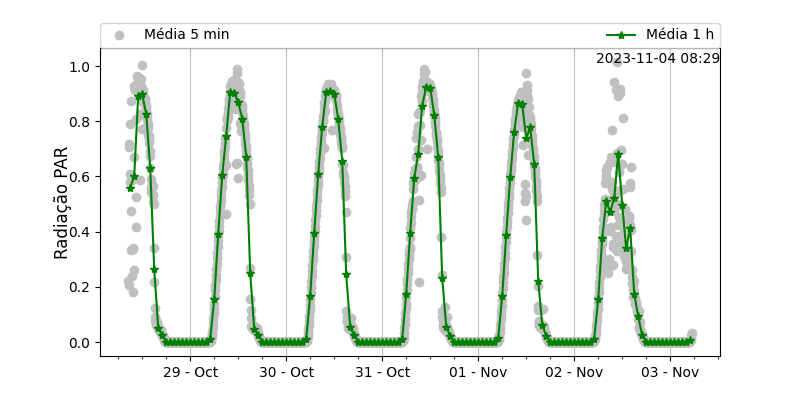 Média 5 min
Média 1 h
2023-11-04 08:29
Radiação PAR
1.0
0.8
0.6
0.4
0.2
0.0
29 - Oct
30 - Oct
31 - Oct
01 - Nov
02 - Nov
03 - Nov